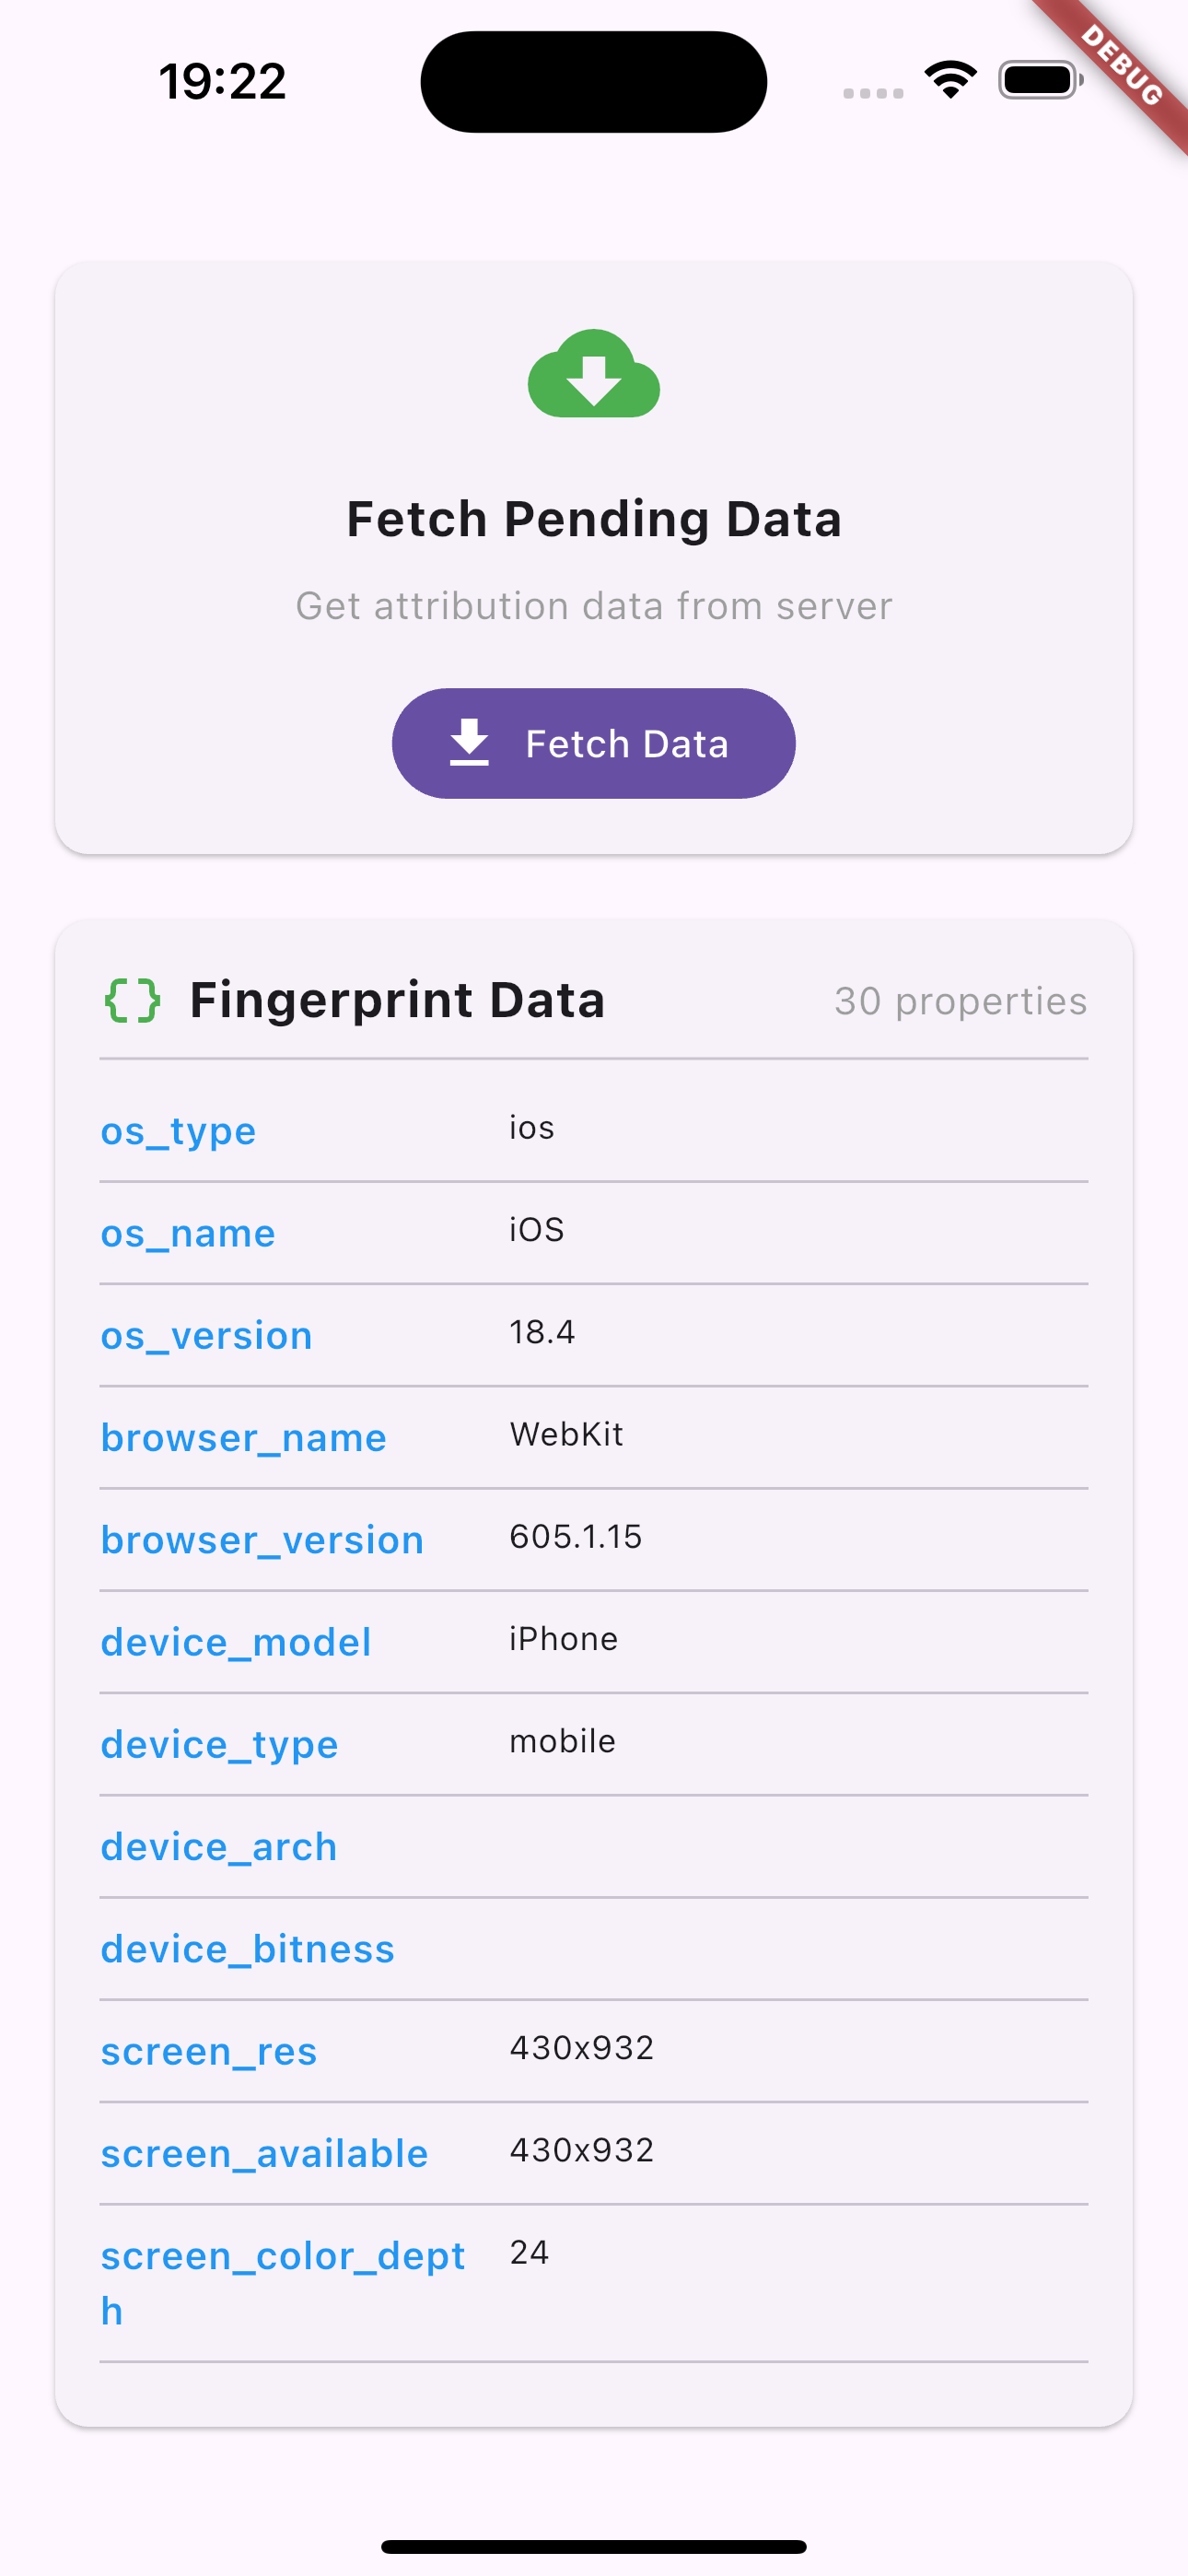 19:22
DEBUG
Fetch Pending Data
Get attribution data from server
Fetch Data
{} Fingerprint Data 30 properties
os_type ios
os_name iOS
os_version 18.4
browser_name WebKit
browser_version 605.1.15
device_model iPhone
device_type mobile
device_arch
device_bitness
screen_res 430x932
screen_available 430x932
screen_color_dept 24
h